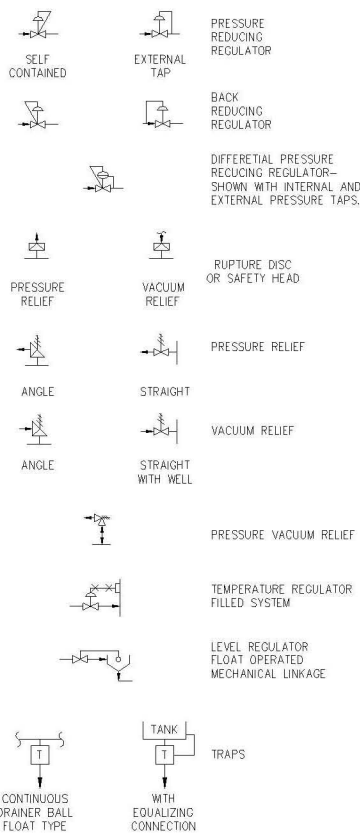 PRESSURE
REDUCING
REGULATOR
SELF
CONTAINED
EXTERNAL
TAP
BACK
REDUCING
REGULATOR
DIFFERETIAL PRESSURE
RECUCING REGULATOR–
SHOWN WITH INTERNAL AND
EXTERNAL PRESSURE TAPS.
RUPTURE DISC
OR SAFETY HEAD
PRESSURE
RELIEF
VACUUM
RELIEF
PRESSURE RELIEF
ANGLE
STRAIGHT
VACUUM RELIEF
ANGLE
STRAIGHT
WITH WELL
PRESSURE VACUUM RELIEF
TEMPERATURE REGULATOR
FILLED SYSTEM
LEVEL REGULATOR
FLOAT OPERATED
MECHANICAL LINKAGE
TANK
T
T
TRAPS
CONTINUOUS
DRAINER BALL
FLOAT TYPE
WITH
EQUALIZING
CONNECTION